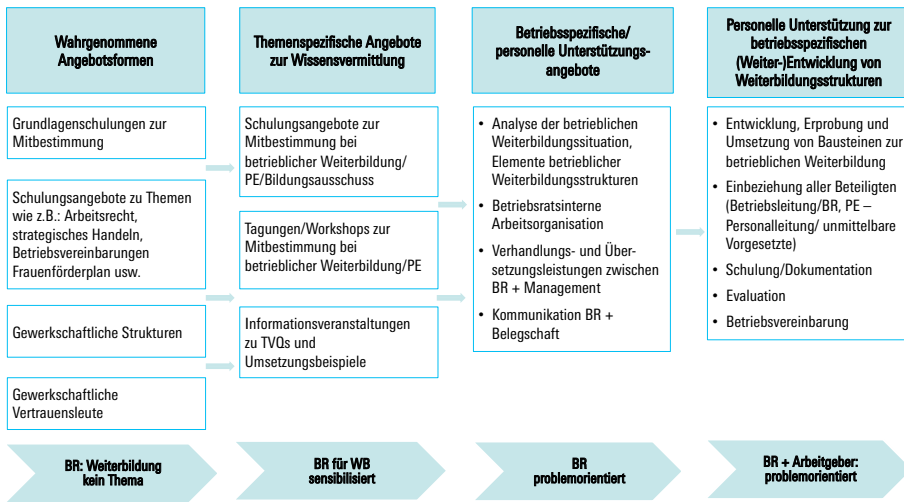 Wahrgenommene
Angebotsformen
Themenspezifische Angebote
zur Wissensvermittlung
Betriebsspezifische/
personelle Unterstützungs-
angebote
Personelle Unterstützung zur
betriebsspezifischen
(Weiter-)Entwicklung von
Weiterbildungsstrukturen
Grundlagenschulungen zur
Mitbestimmung
Schulungsangebote zu Themen
wie z.B.: Arbeitsrecht,
strategisches Handeln,
Betriebsvereinbarungen
Frauenförderplan usw.
Gewerkschaftliche Strukturen
Gewerkschaftliche
Vertrauensleute
Schulungsangebote zur
Mitbestimmung bei
betrieblicher Weiterbildung/
PE/Bildungsausschuss
Tagungen/Workshops zur
Mitbestimmung bei
betrieblicher Weiterbildung/PE
Informationsveranstaltungen
zu TVQs und
Umsetzungsbeispiele
• Analyse der betrieblichen
Weiterbildungssituation,
Elemente betrieblicher
Weiterbildungsstrukturen
• Betriebsratsinterne
Arbeitsorganisation
• Verhandlungs- und Über-
setzungsleistungen zwischen
BR + Management
• Kommunikation BR +
Belegschaft
• Entwicklung, Erprobung und
Umsetzung von Bausteinen zur
betrieblichen Weiterbildung
• Einbeziehung aller Beteiligten
(Betriebsleitung/BR, PE –
Personalleitung/ unmittelbare
Vorgesetzte)
• Schulung/Dokumentation
• Evaluation
• Betriebsvereinbarung
BR: Weiterbildung
kein Thema
BR für WB
sensibilisiert
BR
problemorientiert
BR + Arbeitgeber:
problemorientiert